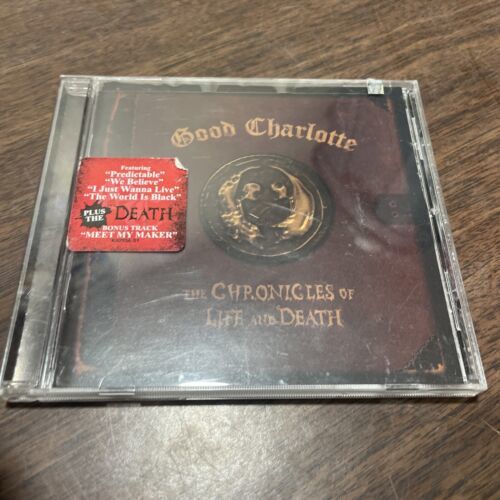 Good Charlotte
Featuring
"Predictable"
"We Believe"
"I Just Wanna Live"
"The World Is Black"
PLUS THE DEATH
BONUS TRACK
"MEET MY MAKER"
THE CHRONICLES OF
LIFE AND DEATH